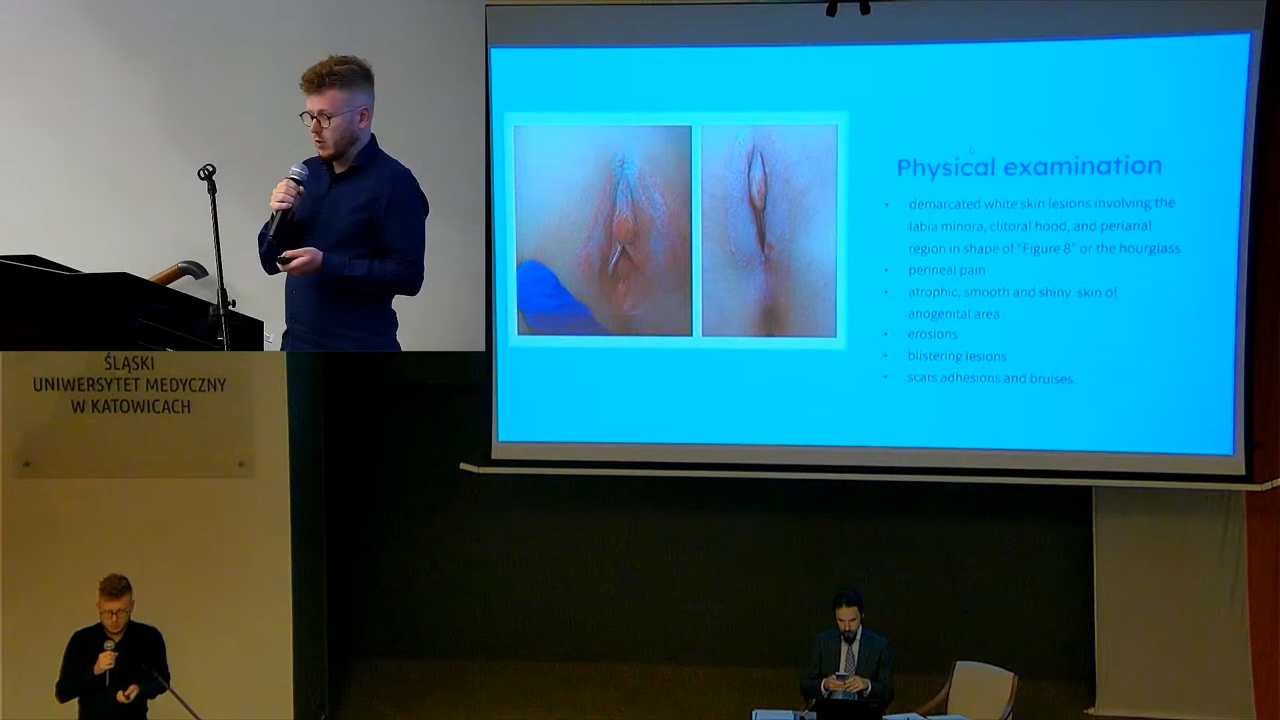 Physical examination
• demarcated white skin lesions involving the
labia minora, clitoral hood, and perianal
region in shape of "Figure 8" or the hourglass
• perineal pain
• atrophic, smooth and shiny skin of
anogenital area
• erosions
• blistering lesions
• scars adhesions and bruises.
ŚLĄSKI
UNIWERSYTET MEDYCZNY
W KATOWICACH